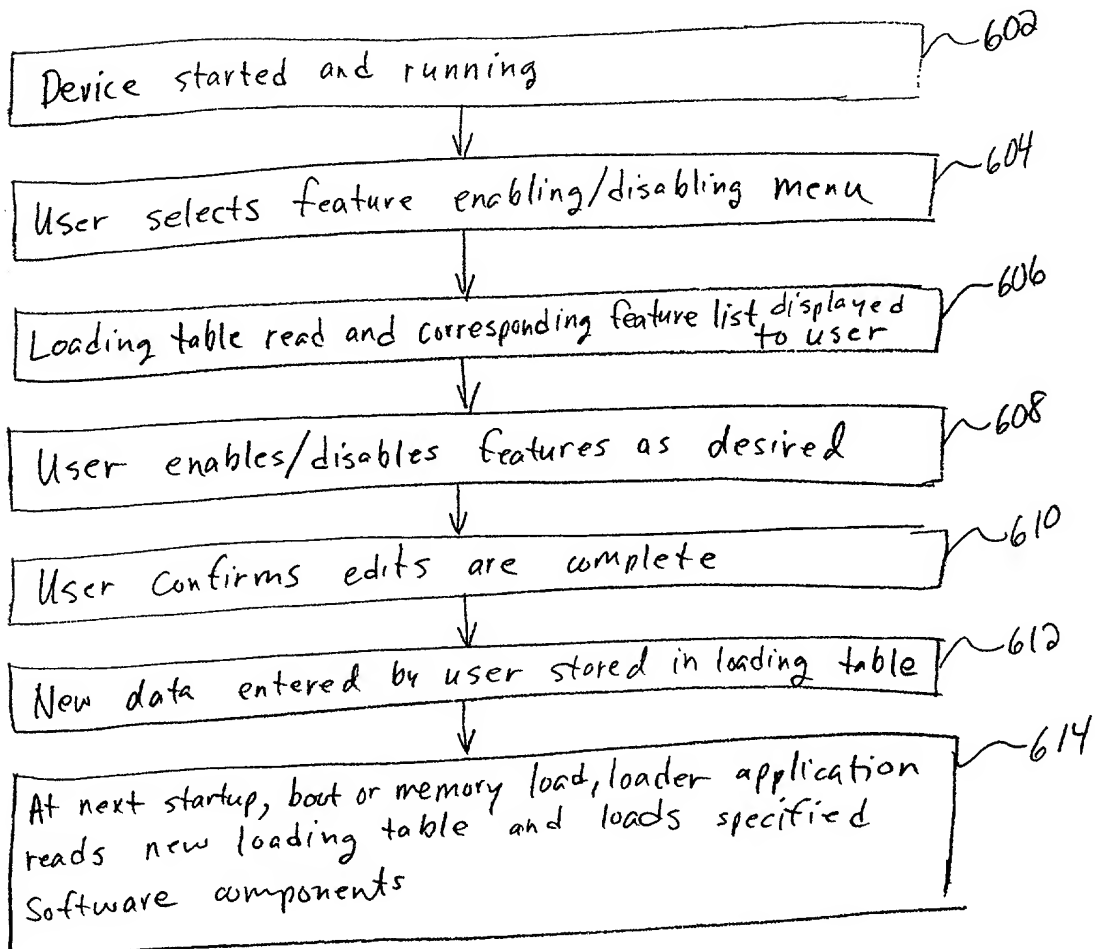 602
Device started and running
604
User selects feature enabling/disabling menu
606
Loading table read and corresponding feature list displayed
to user
608
User enables/disables features as desired
610
User confirms edits are complete
612
New data entered by user stored in loading table
614
At next startup, boot or memory load, loader application
reads new loading table and loads specified
Software components